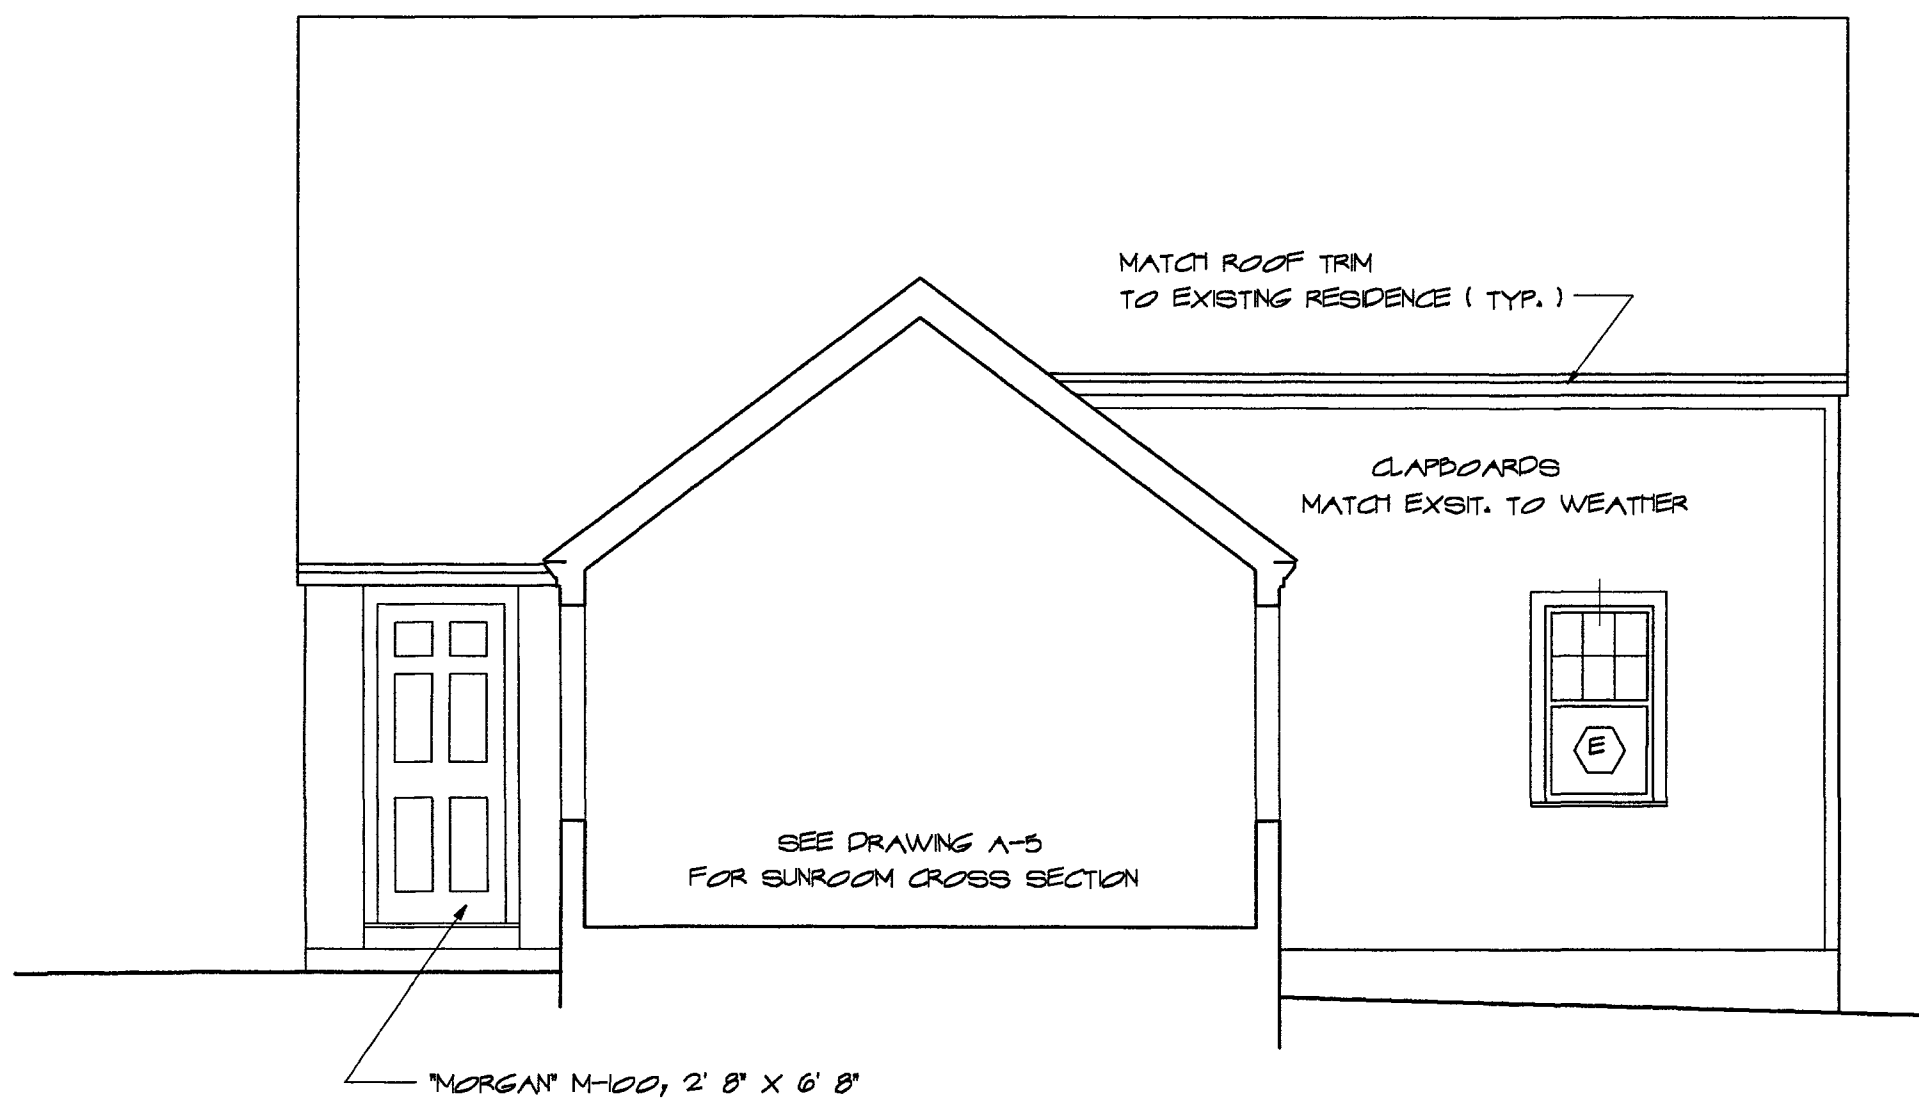 MATCH ROOF TRIM
TO EXISTING RESIDENCE ( TYP. )
CLAPBOARDS
MATCH EXSIT. TO WEATHER
E
SEE DRAWING A-5
FOR SUNROOM CROSS SECTION
"MORGAN" M-100, 2' 8" X 6' 8"